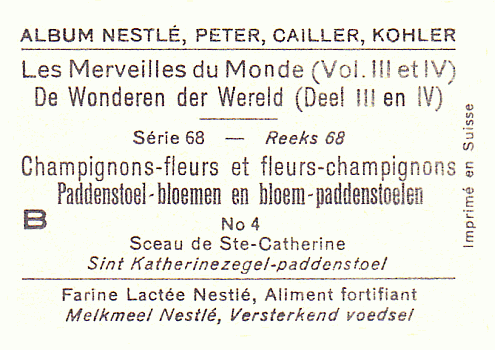 ALBUM NESTLÉ, PETER, CAILLER, KOHLER
Les Merveilles du Monde (Vol. III et IV)
De Wonderen der Wereld (Deel III en IV)
Série 68 — Reeks 68
Champignons-fleurs et fleurs-champignons
Paddenstoel-bloemen en bloem-paddenstoelen
B
No 4
Sceau de Ste-Catherine
Sint Katherinezegel-paddenstoel
Farine Lactée Nestlé, Aliment fortifiant
Melkmeel Nestlé, Versterkend voedsel
Imprimé en Suisse